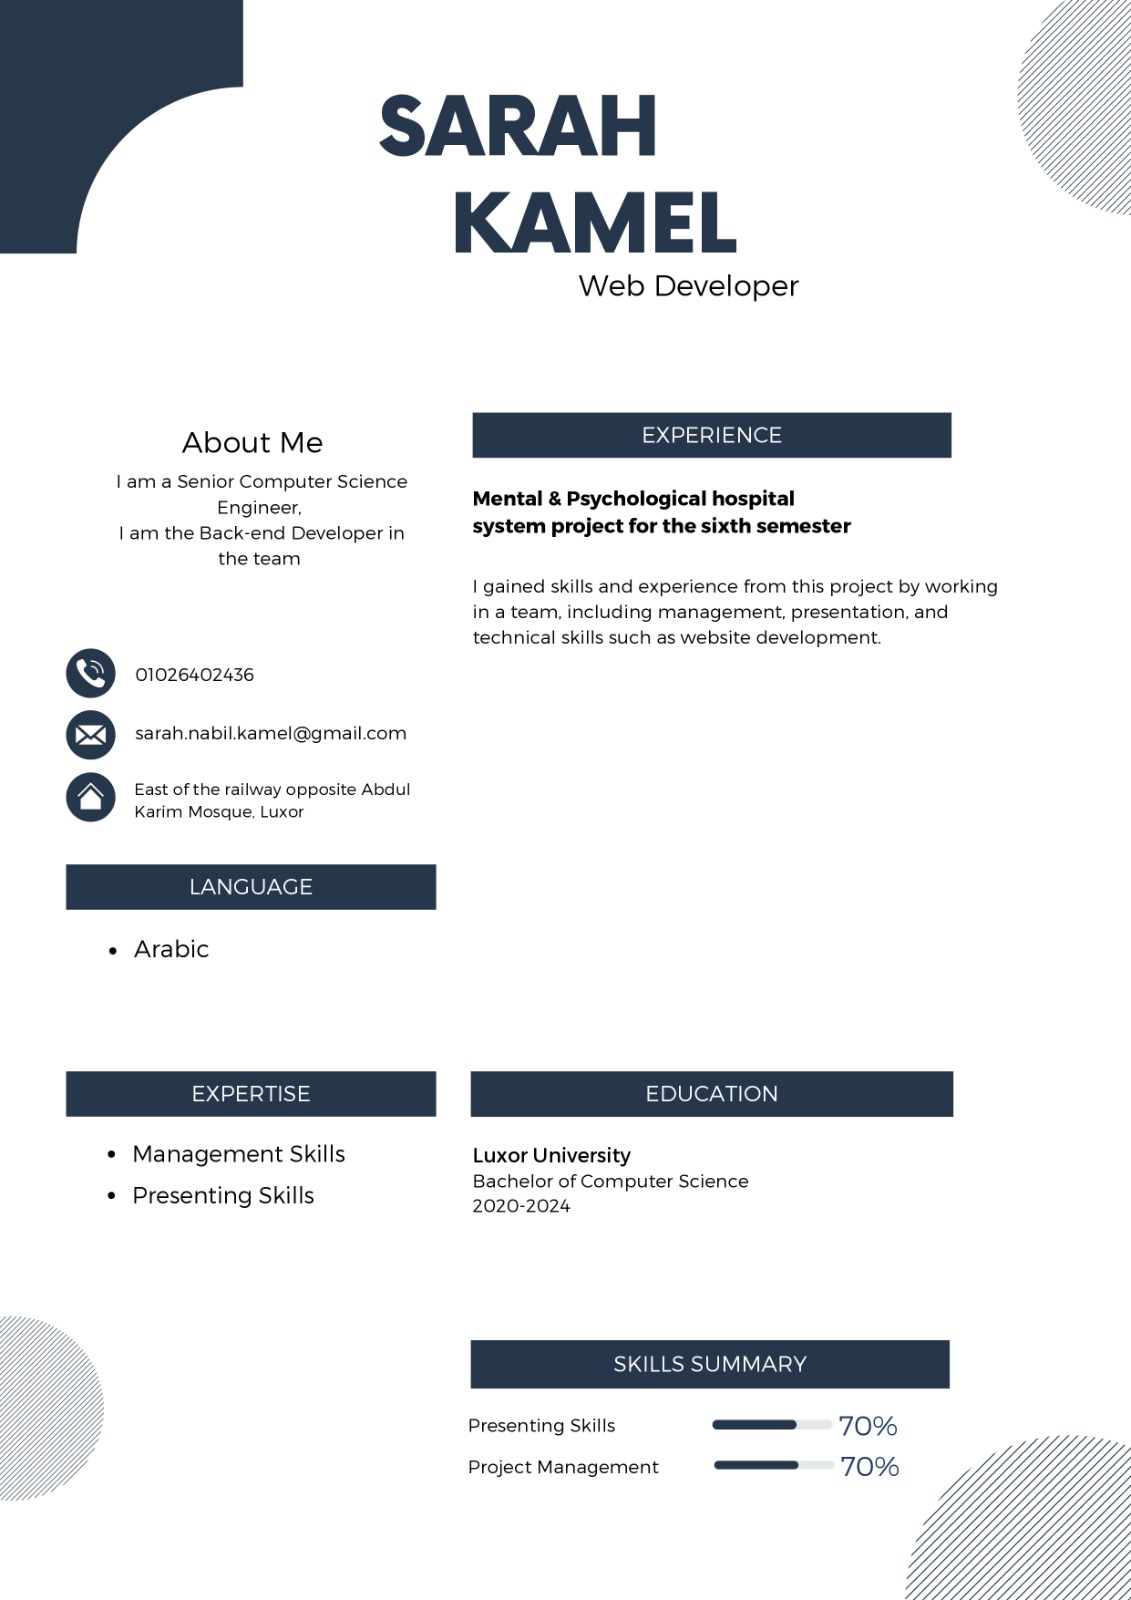 SARAH
KAMEL
Web Developer
About Me
I am a Senior Computer Science
Engineer,
I am the Back-end Developer in
the team
01026402436
sarah.nabil.kamel@gmail.com
East of the railway opposite Abdul
Karim Mosque, Luxor
LANGUAGE
• Arabic
EXPERTISE
• Management Skills
• Presenting Skills
EXPERIENCE
Mental & Psychological hospital
system project for the sixth semester
I gained skills and experience from this project by working
in a team, including management, presentation, and
technical skills such as website development.
EDUCATION
Luxor University
Bachelor of Computer Science
2020-2024
SKILLS SUMMARY
Presenting Skills 70%
Project Management 70%